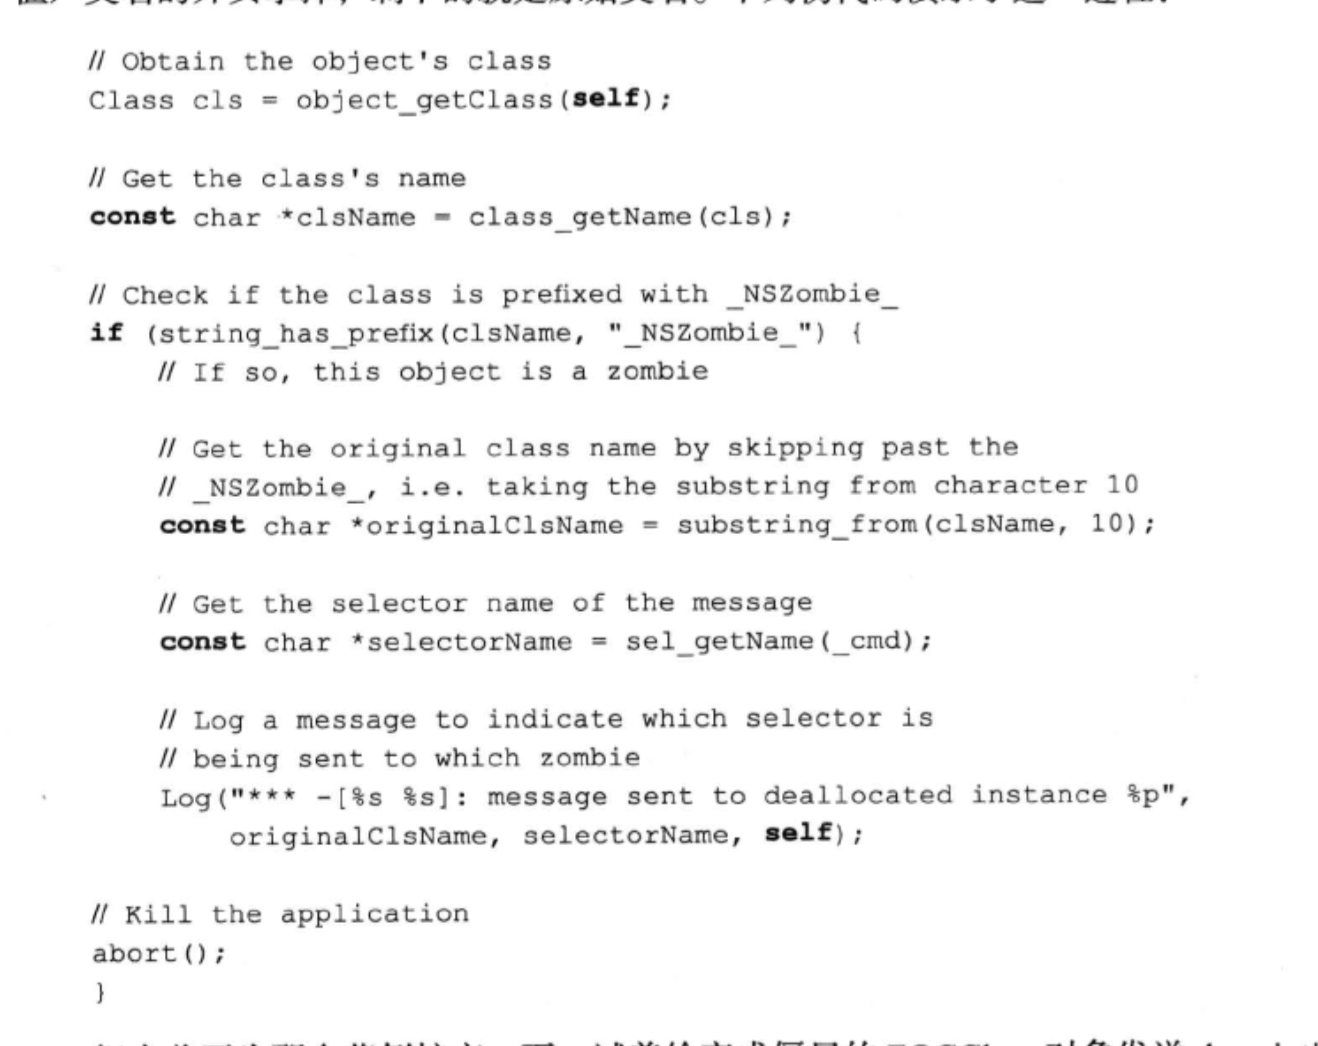 // Obtain the object's class
Class cls = object_getClass(self);
// Get the class's name
const char *clsName = class_getName(cls);
// Check if the class is prefixed with _NSZombie_
if (string_has_prefix(clsName, "_NSZombie_") {
// If so, this object is a zombie
// Get the original class name by skipping past the
// _NSZombie_, i.e. taking the substring from character 10
const char *originalClsName = substring_from(clsName, 10);
// Get the selector name of the message
const char *selectorName = sel_getName(_cmd);
// Log a message to indicate which selector is
// being sent to which zombie
Log("*** -[%s %s]: message sent to deallocated instance %p",
originalClsName, selectorName, self);
// Kill the application
abort();
}